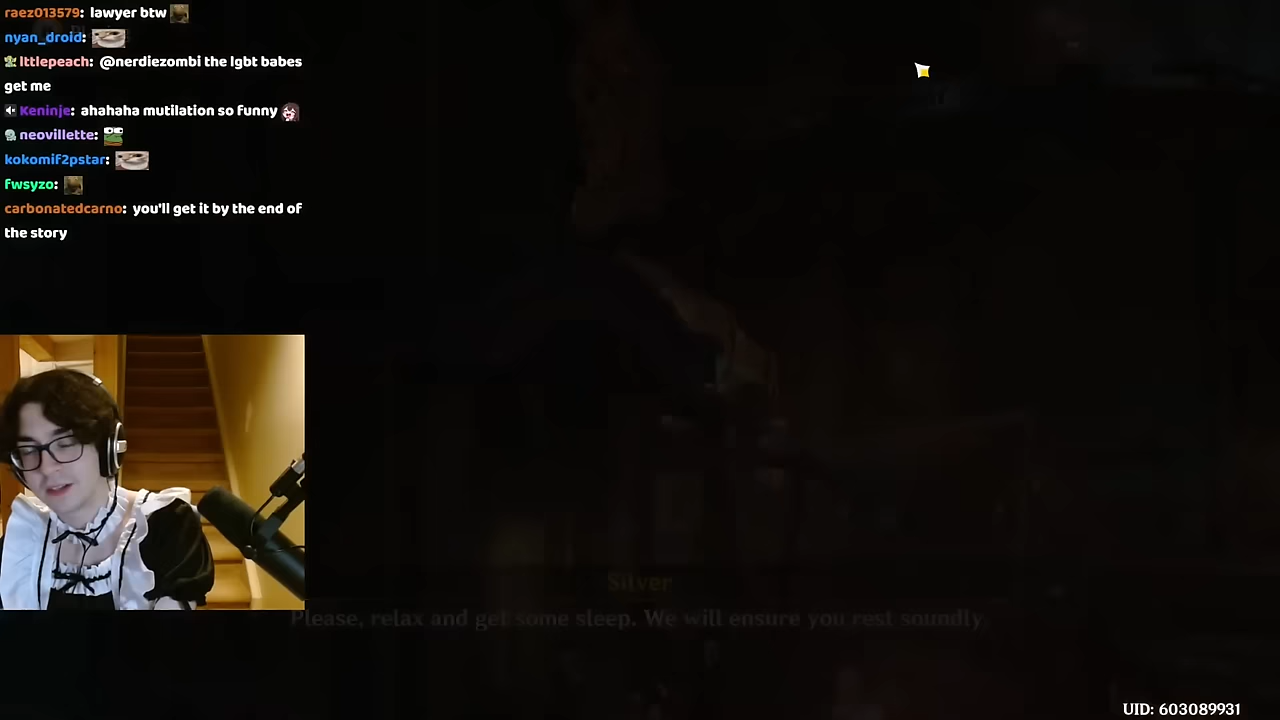 raez013579: lawyer btw
nyan_droid:
lttlepeach: @nerdiezombi the lgbt babes
get me
Keninje: ahahaha mutilation so funny
neovillette:
kokomif2pstar:
fwsyzo:
carbonatedcarno: you'll get it by the end of
the story
Silver
Please, relax and get some sleep. We will ensure you rest soundly.
UID: 603089931